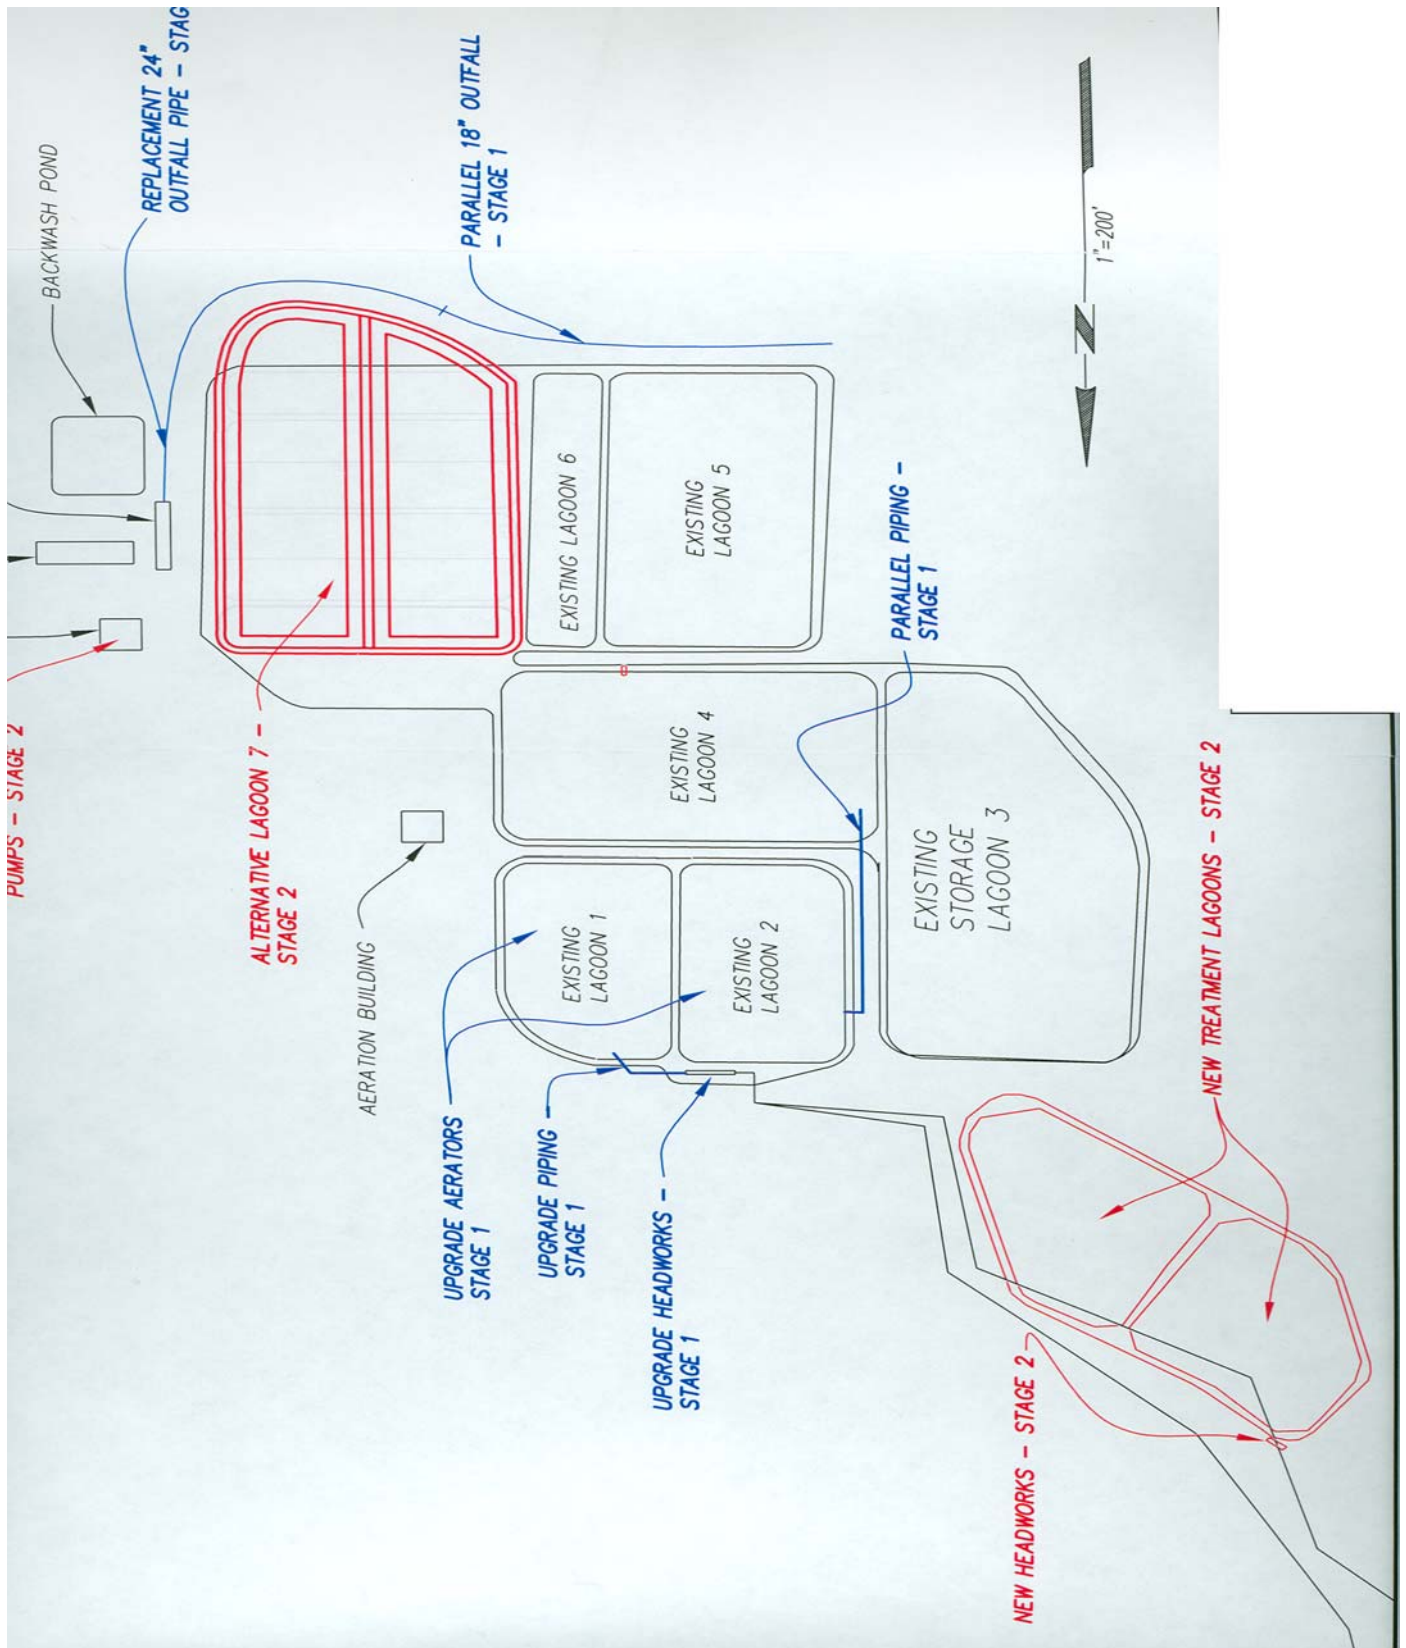 REPLACEMENT 24"
OUTFALL PIPE - STAG
BACKWASH POND
PARALLEL 18" OUTFALL
- STAGE 1
1"=200'
N
EXISTING LAGOON 6
EXISTING
LAGOON 5
PARALLEL PIPING -
STAGE 1
PUMPS - STAGE 2
ALTERNATIVE LAGOON 7 -
STAGE 2
EXISTING
LAGOON 4
EXISTING
STORAGE
LAGOON 3
AERATION BUILDING
EXISTING
LAGOON 1
EXISTING
LAGOON 2
NEW TREATMENT LAGOONS - STAGE 2
UPGRADE AERATORS
STAGE 1
UPGRADE PIPING -
STAGE 1
UPGRADE HEADWORKS -
STAGE 1
NEW HEADWORKS - STAGE 2